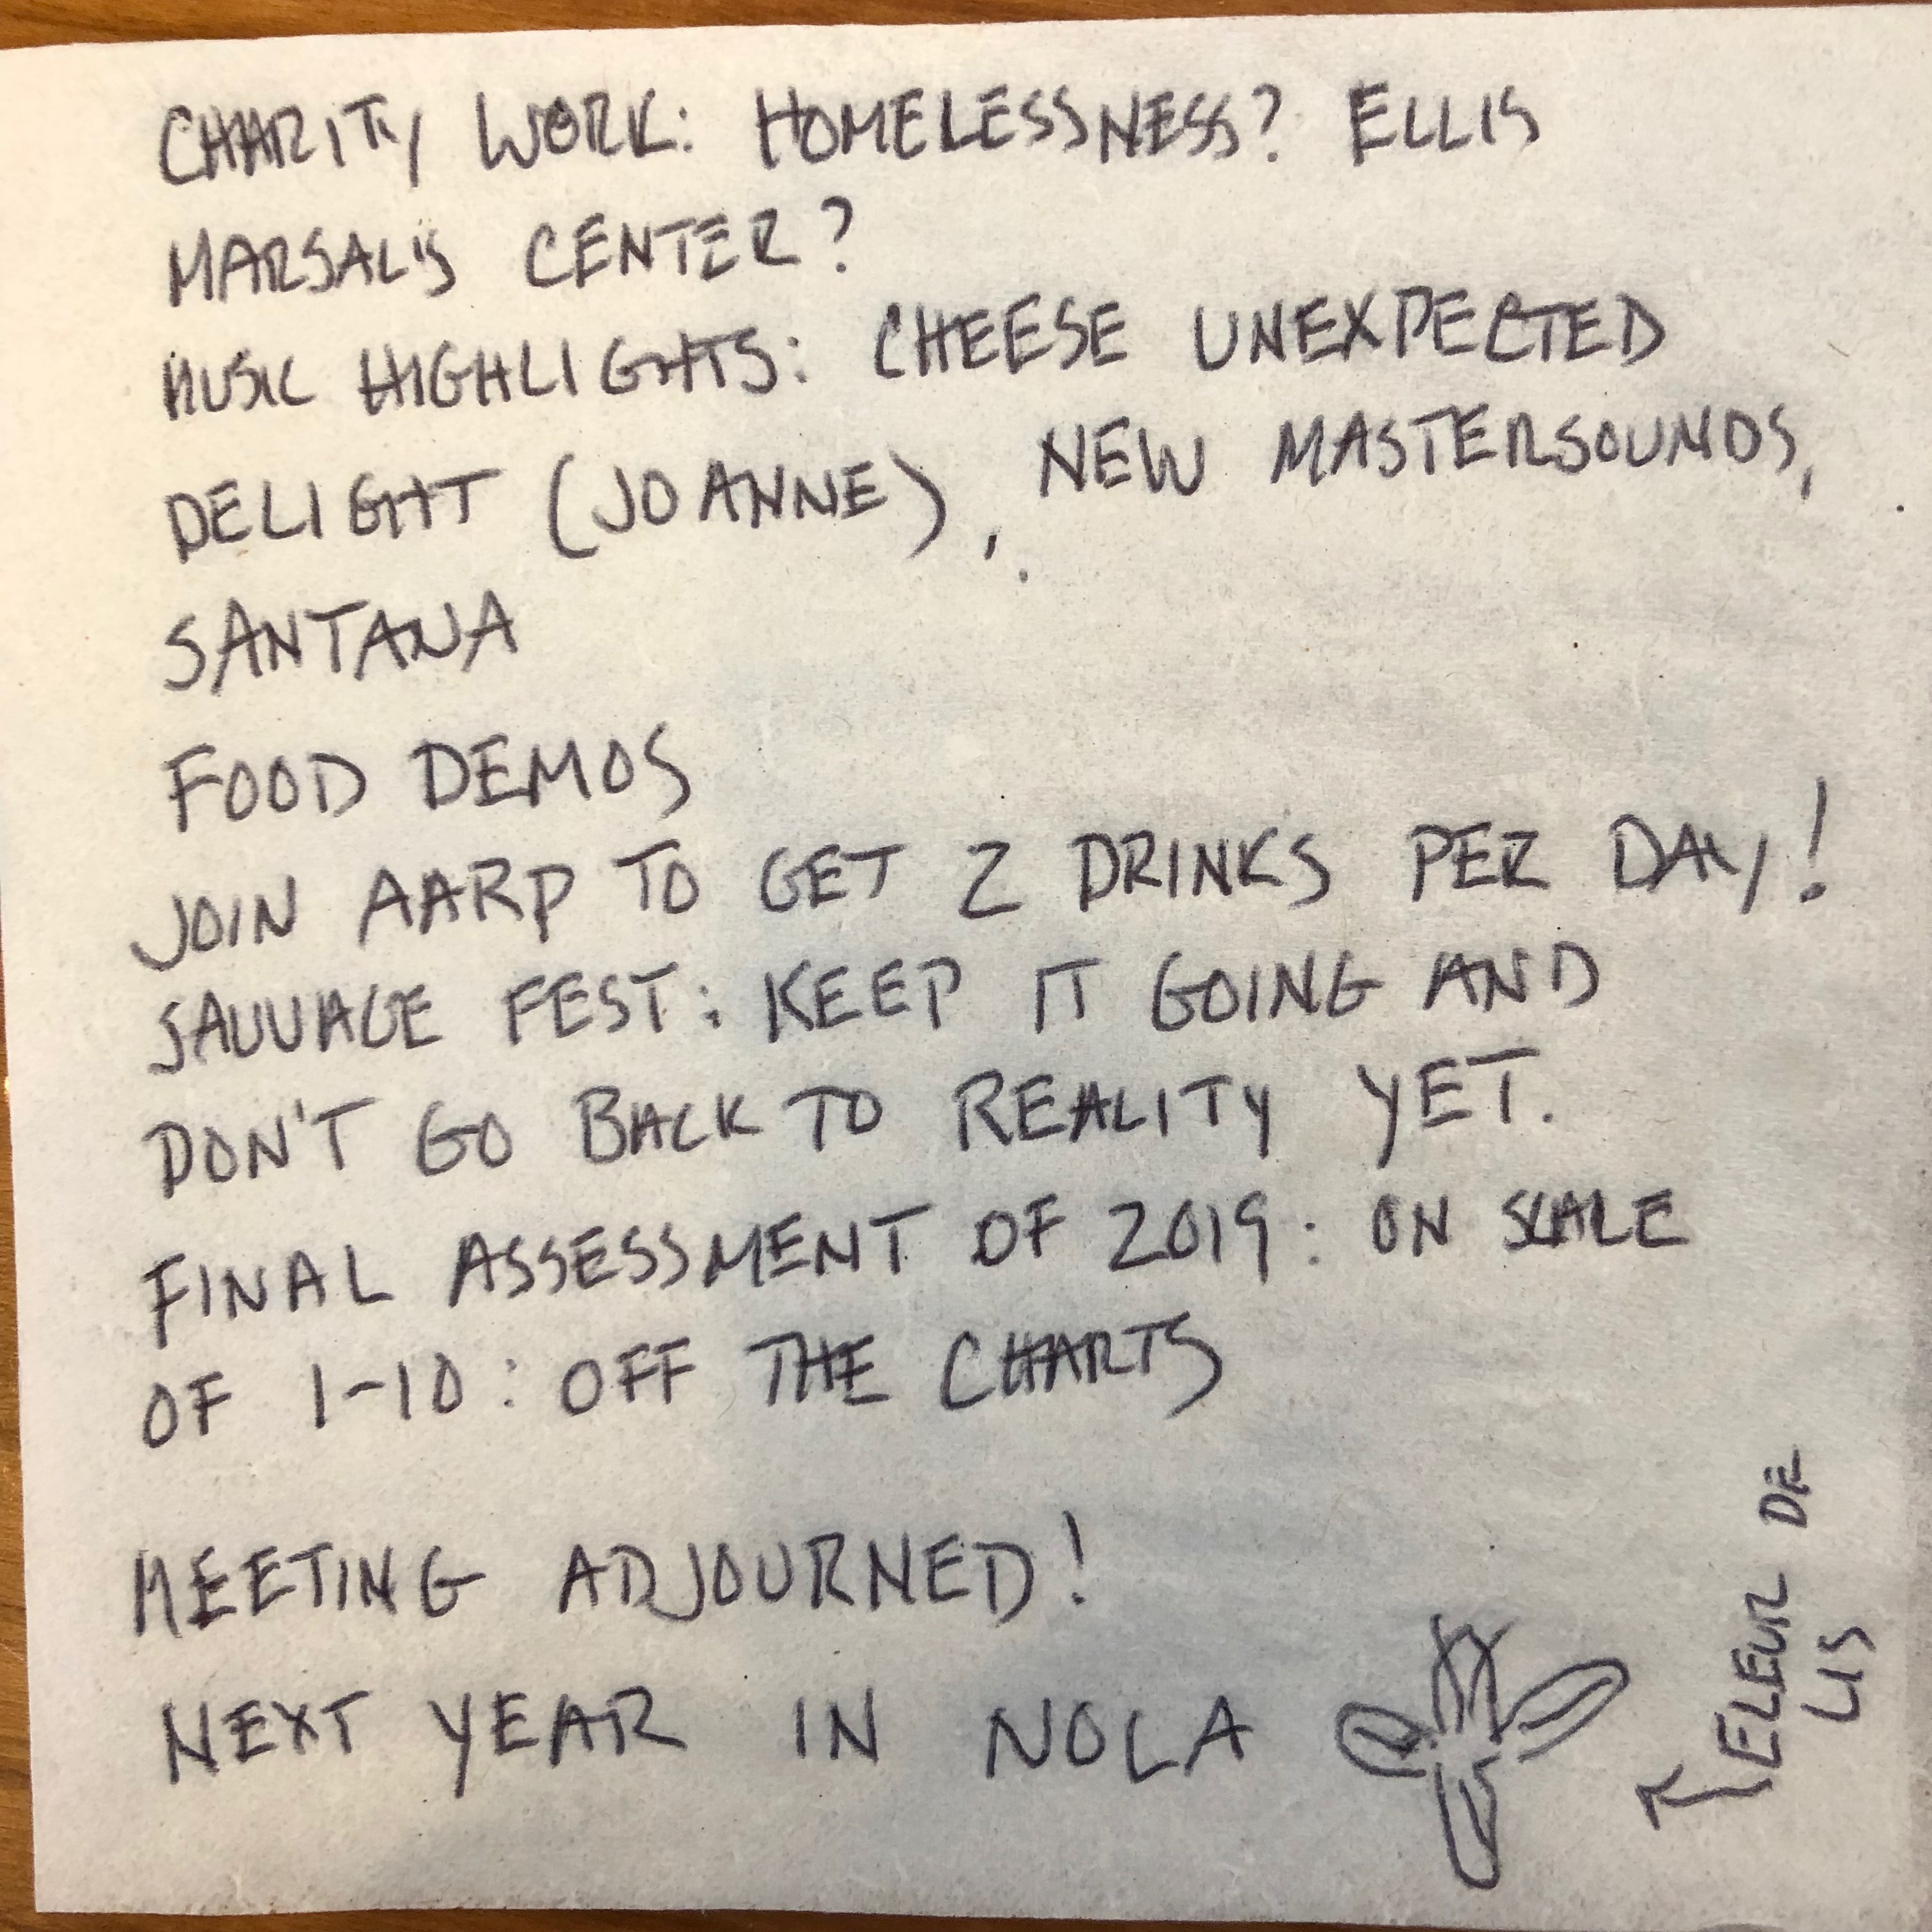 CHARITY WORK: HOMELESSNESS? ELLIS
MARSALIS CENTER?
MUSIC HIGHLIGHTS: CHEESE UNEXPECTED
DELIGHT (JOANNE), NEW MASTERSOUNDS,
SANTANA
FOOD DEMOS
JOIN AARP TO GET 2 DRINKS PER DAY!
SAUVAGE FEST: KEEP IT GOING AND
DON'T GO BACK TO REALITY YET.
FINAL ASSESSMENT OF 2019: ON SCALE
OF 1-10: OFF THE CHARTS
MEETING ADJOURNED!
NEXT YEAR IN NOLA
FLEUR DE
LIS